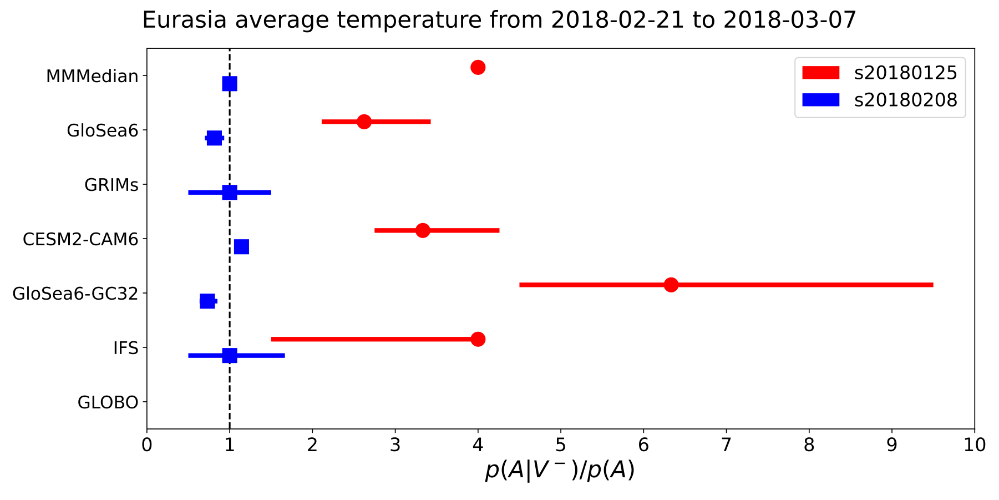 Eurasia average temperature from 2018-02-21 to 2018-03-07
MMMedian
GloSea6
GRIMs
CESM2-CAM6
GloSea6-GC32
IFS
GLOBO
s20180125
s20180208
0 1 2 3 4 5 6 7 8 9 10
p(A|V⁻)/p(A)